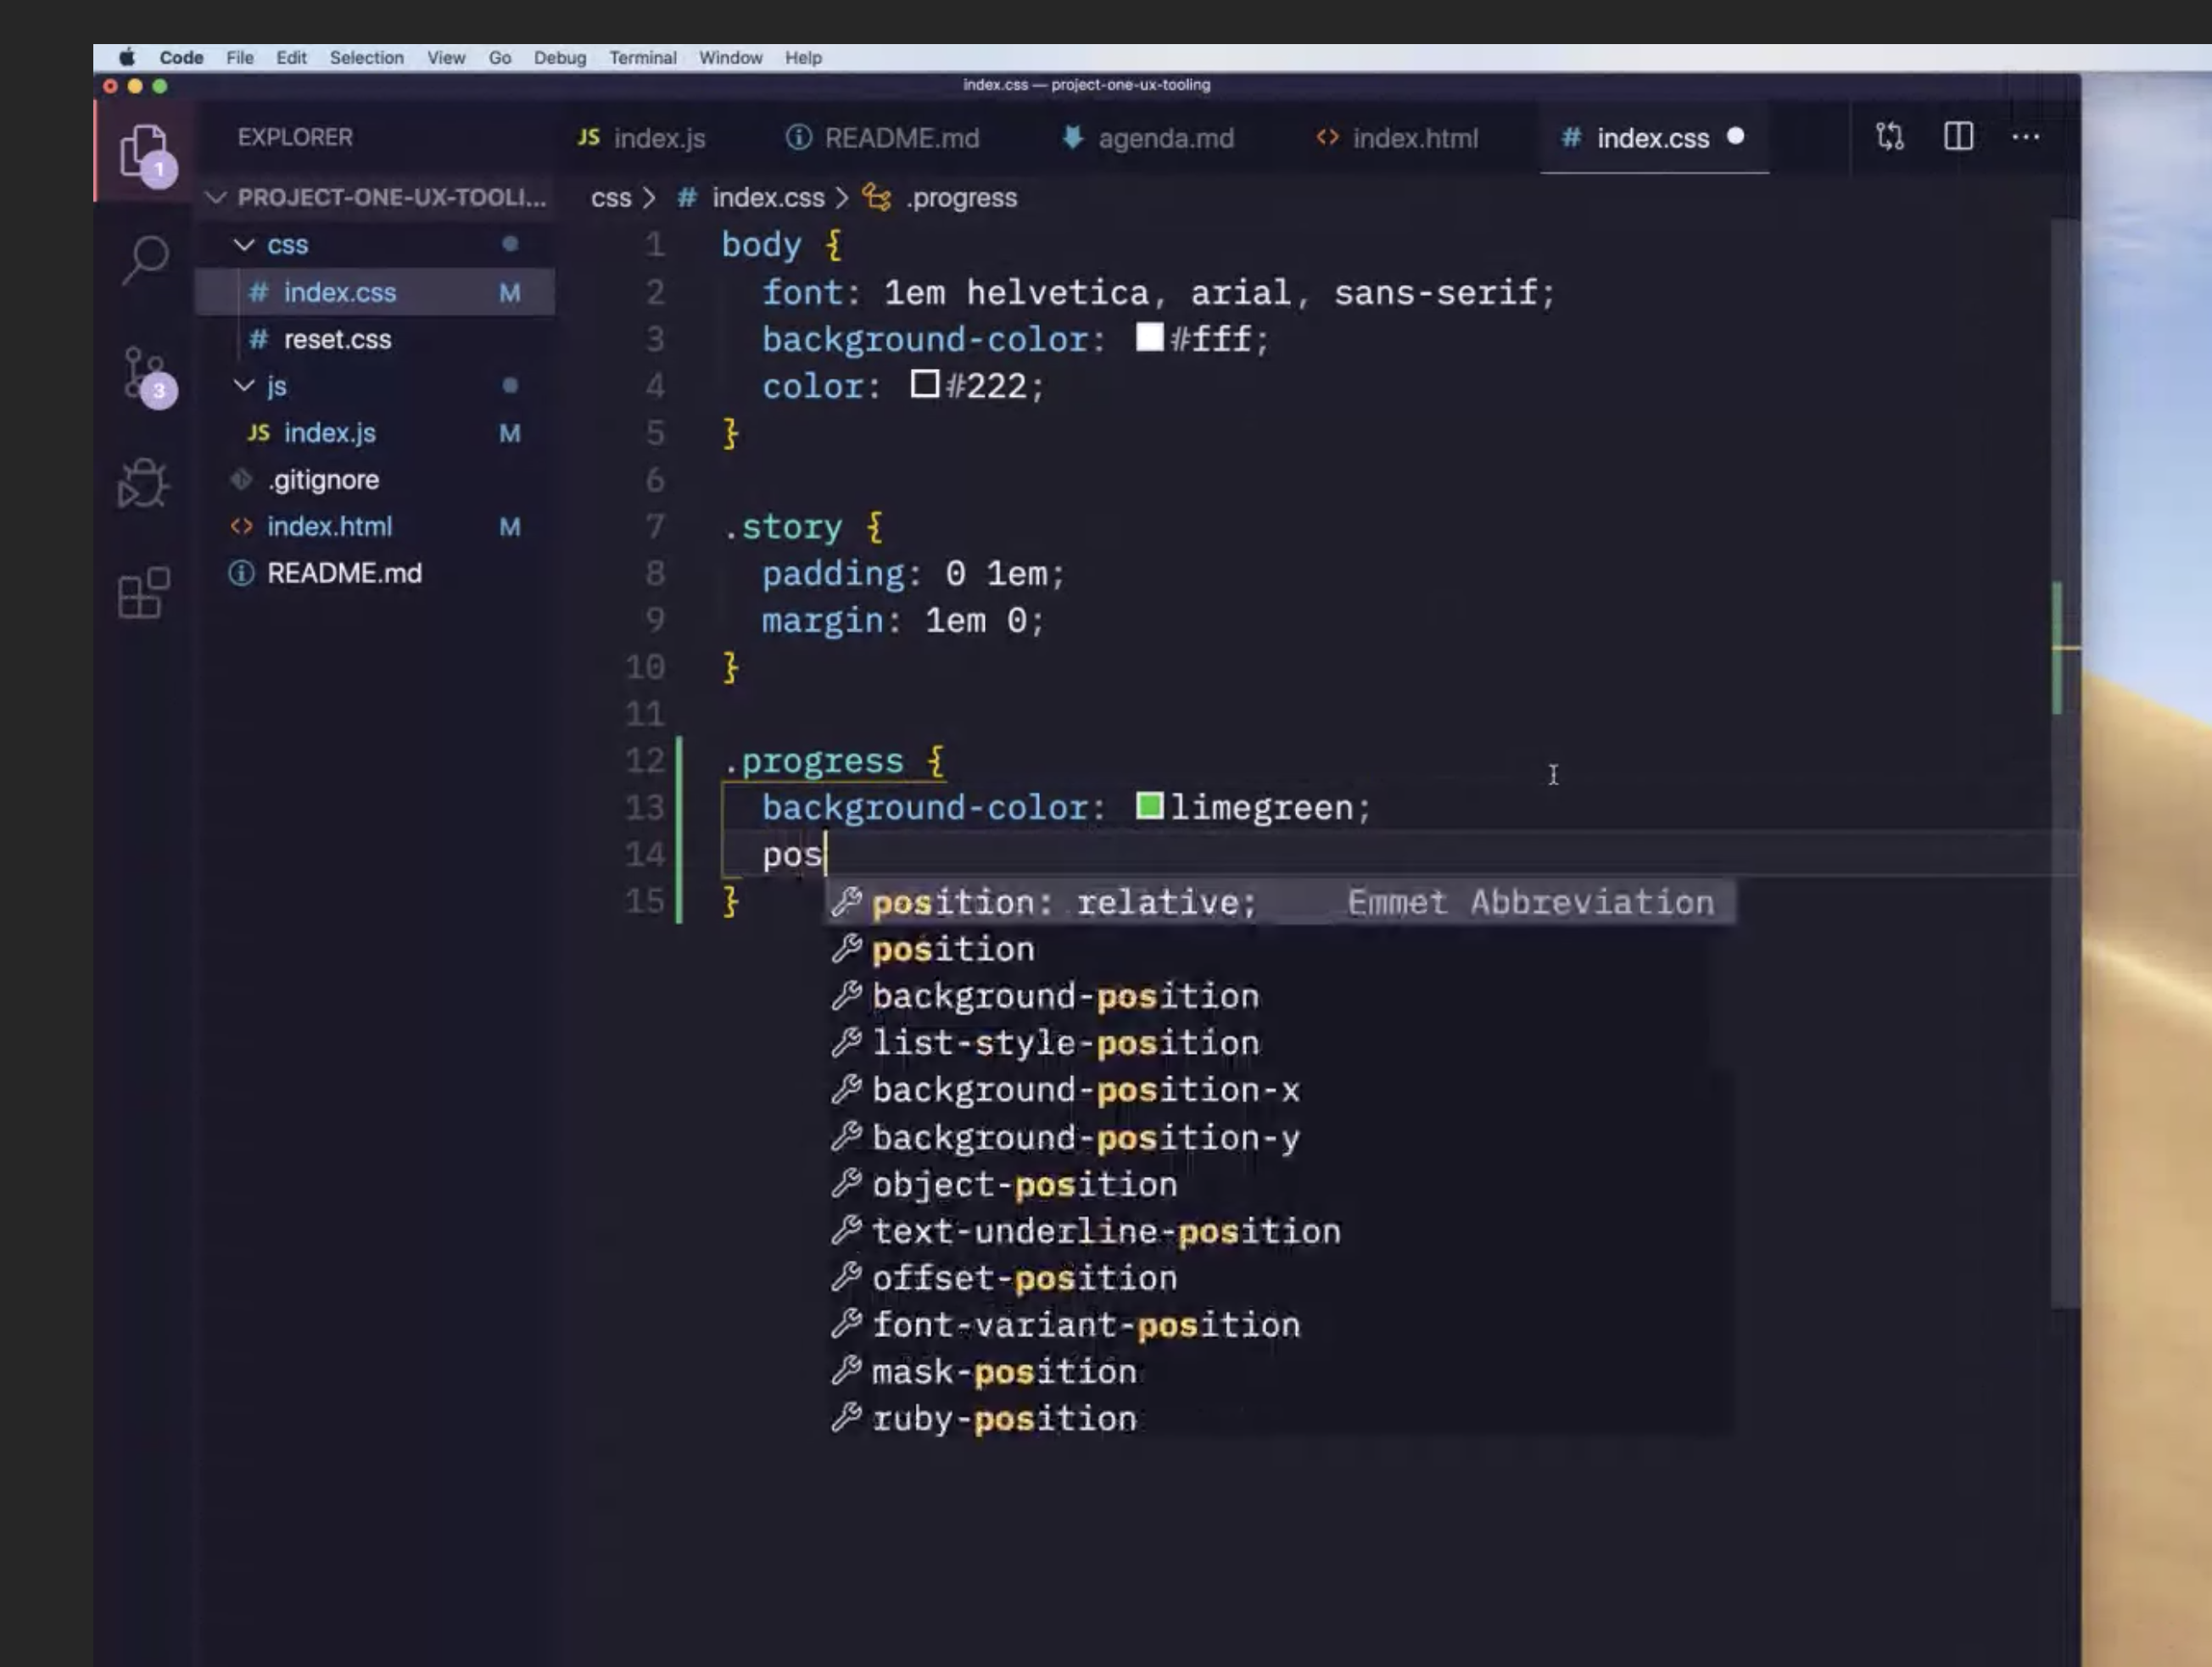 Code File Edit Selection View Go Debug Terminal Window Help
index.css — project-one-ux-tooling
EXPLORER
JS index.js README.md agenda.md <> index.html # index.css
1
PROJECT-ONE-UX-TOOLI...
css > # index.css > .progress
css
# index.css M
# reset.css
js
3
JS index.js M
.gitignore
<> index.html M
README.md
1 body {
2 font: 1em helvetica, arial, sans-serif;
3 background-color: #fff;
4 color: #222;
5 }
6
7 .story {
8 padding: 0 1em;
9 margin: 1em 0;
10 }
11
12 .progress {
13 background-color: limegreen;
14 pos
15 }
position: relative; Emmet Abbreviation
position
background-position
list-style-position
background-position-x
background-position-y
object-position
text-underline-position
offset-position
font-variant-position
mask-position
ruby-position